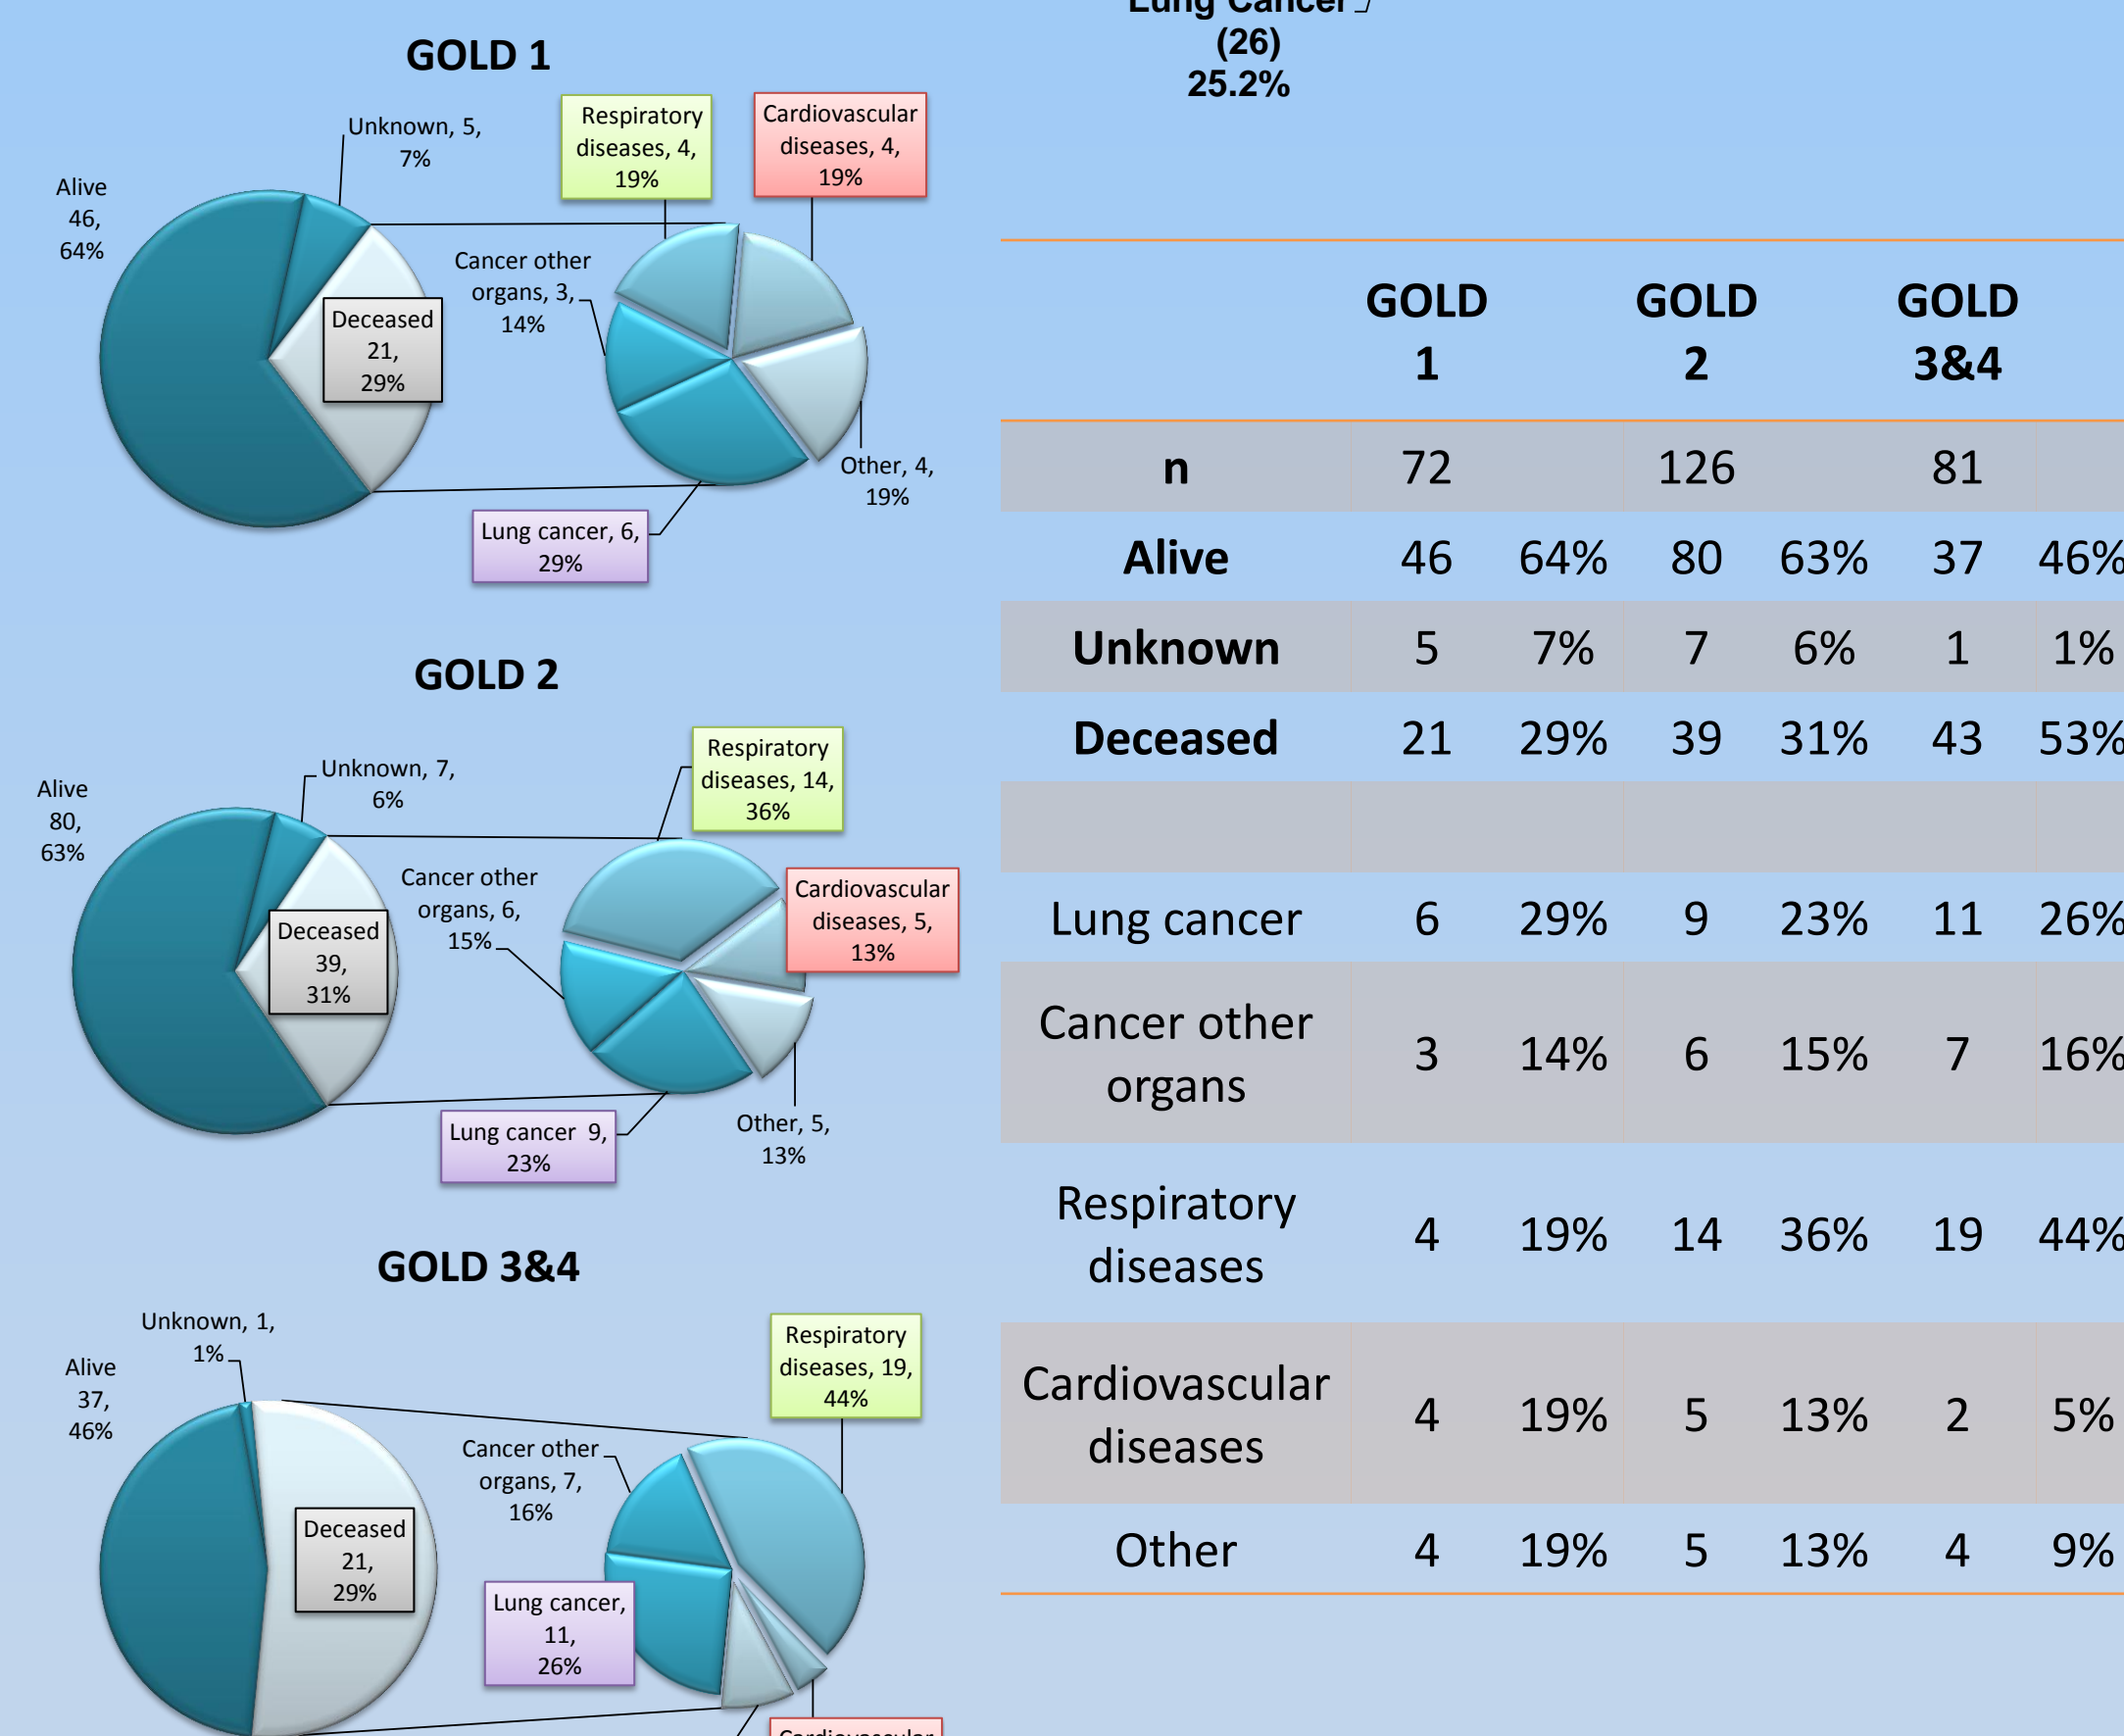 Lung Cancer
(26)
25.2%
GOLD 1
Unknown, 5,
7%
Alive
46,
64%
Deceased
21,
29%
Respiratory
diseases, 4,
19%
Cardiovascular
diseases, 4,
19%
Cancer other
organs, 3,
14%
Other, 4,
19%
Lung cancer, 6,
29%
GOLD 2
Unknown, 7,
6%
Alive
80,
63%
Deceased
39,
31%
Respiratory
diseases, 14,
36%
Cardiovascular
diseases, 5,
13%
Cancer other
organs, 6,
15%
Other, 5,
13%
Lung cancer 9,
23%
GOLD 3&4
Unknown, 1,
1%
Alive
37,
46%
Deceased
21,
29%
Respiratory
diseases, 19,
44%
Cancer other
organs, 7,
16%
Lung cancer,
11,
26%
Cardiovascular
GOLD GOLD GOLD
1 2 3&4
n 72 126 81
Alive 46 64% 80 63% 37 46%
Unknown 5 7% 7 6% 1 1%
Deceased 21 29% 39 31% 43 53%
Lung cancer 6 29% 9 23% 11 26%
Cancer other
organs 3 14% 6 15% 7 16%
Respiratory
diseases 4 19% 14 36% 19 44%
Cardiovascular
diseases 4 19% 5 13% 2 5%
Other 4 19% 5 13% 4 9%